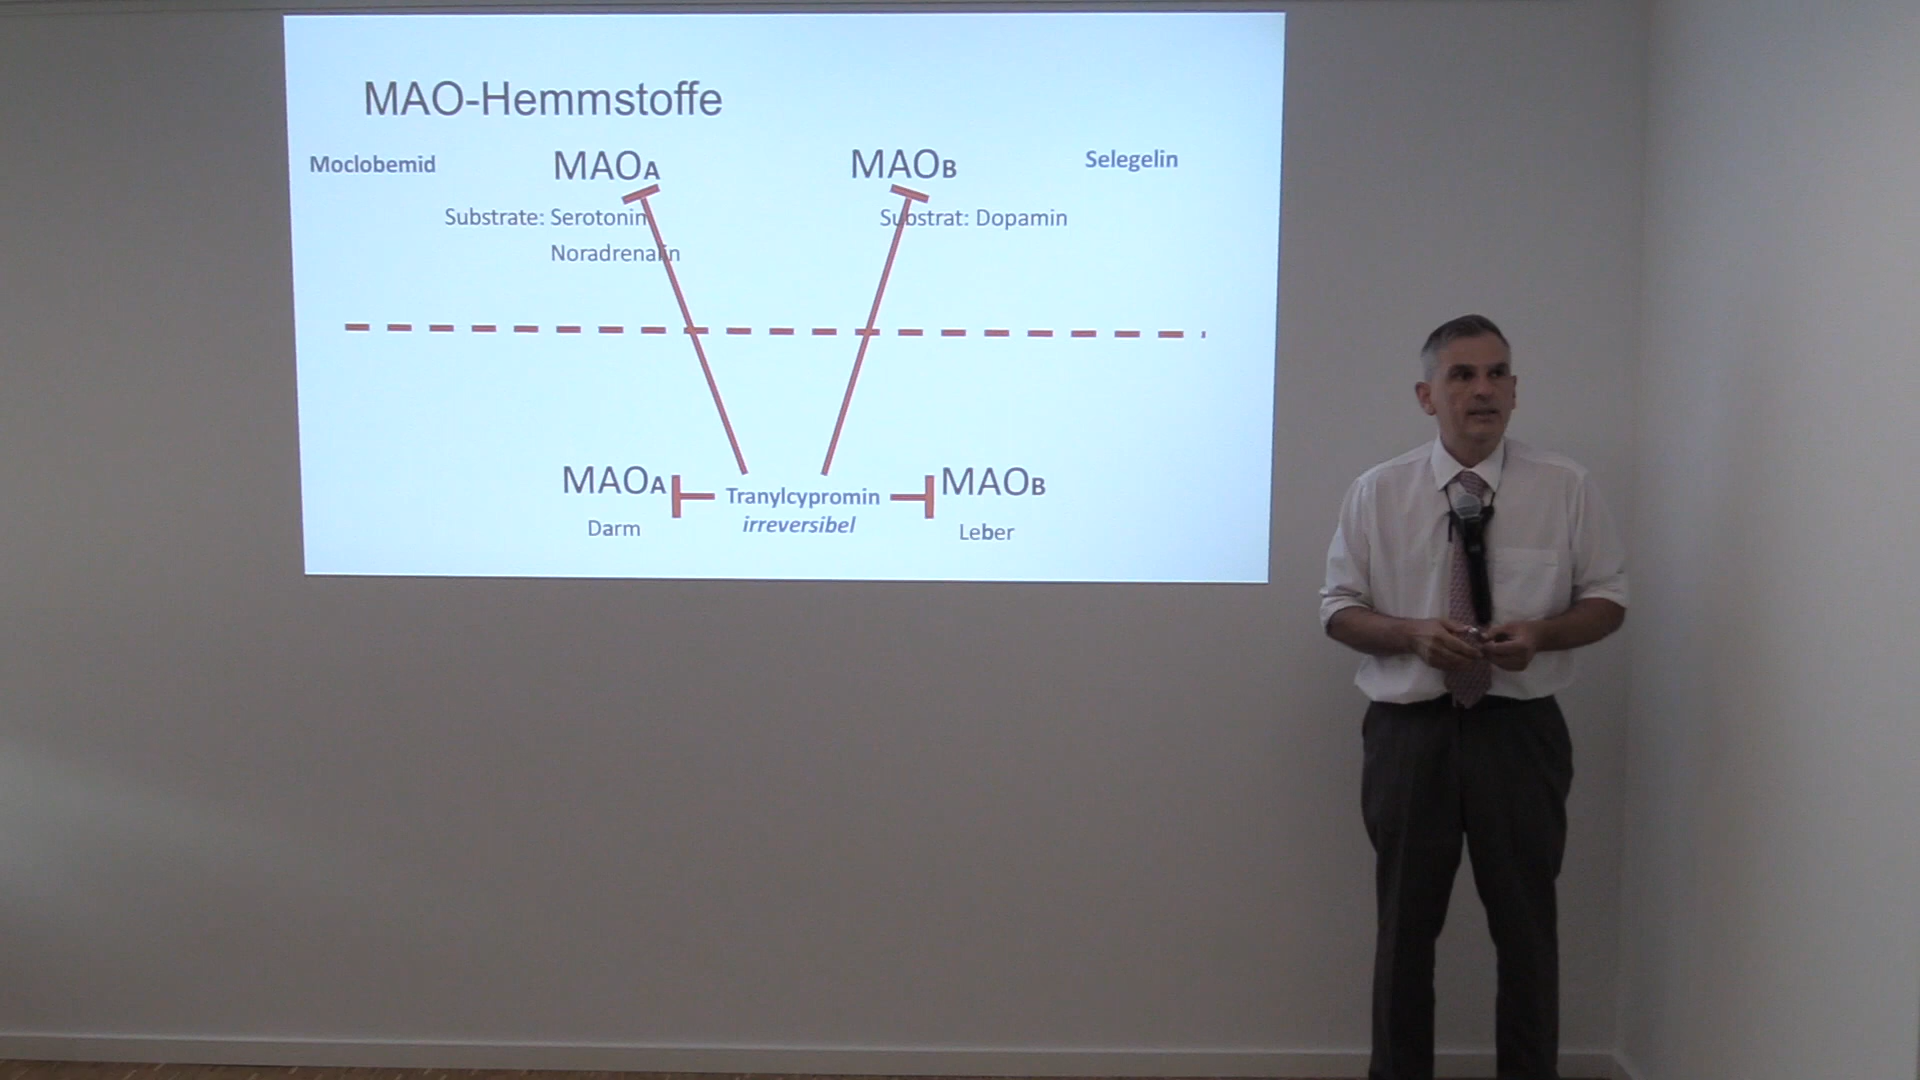 MAO-Hemmstoffe
Moclobemid MAOA MAOB Selegelin
Substrate: Serotonin Substrat: Dopamin
Noradrenalin
MAOA Tranylcypromin MAOB
Darm irreversibel Leber